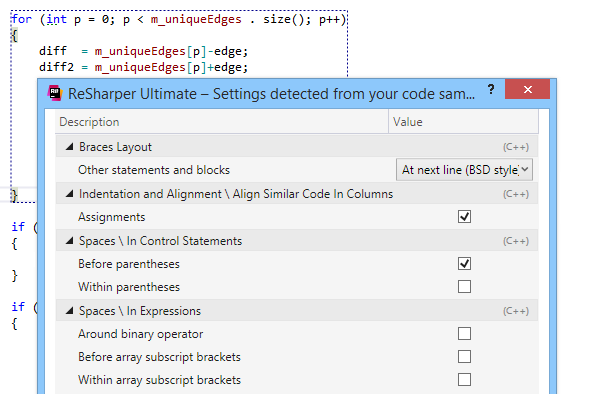 for (int p = 0; p < m_uniqueEdges . size(); p++)
{
diff  = m_uniqueEdges[p]-edge;
diff2 = m_uniqueEdges[p]+edge;
ReSharper Ultimate – Settings detected from your code sam... ?
Description Value
Braces Layout (C++)
Other statements and blocks At next line (BSD style)
Indentation and Alignment \ Align Similar Code In Columns (C++)
Assignments
Spaces \ In Control Statements (C++)
Before parentheses
Within parentheses
Spaces \ In Expressions (C++)
Around binary operator
Before array subscript brackets
Within array subscript brackets
}
if (
{
}
if (
{